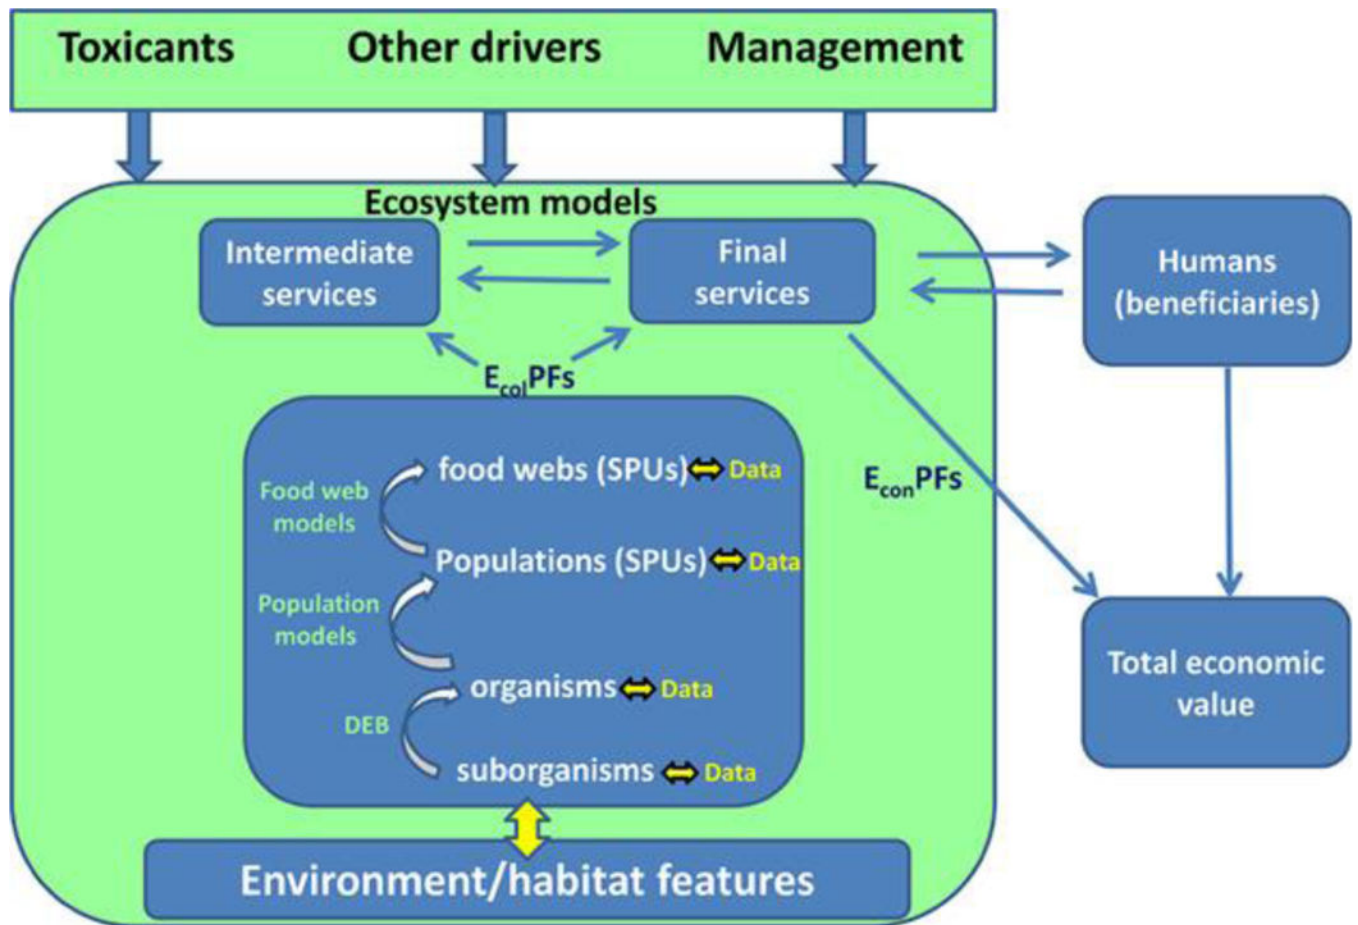 Toxicants Other drivers Management
Ecosystem models
Intermediate
services
Final
services
Humans
(beneficiaries)
EcolPFs
food webs (SPUs) Data
Food web
models
EconPFs
Populations (SPUs) Data
Population
models
Total economic
value
organisms Data
DEB
suborganisms Data
Environment/habitat features